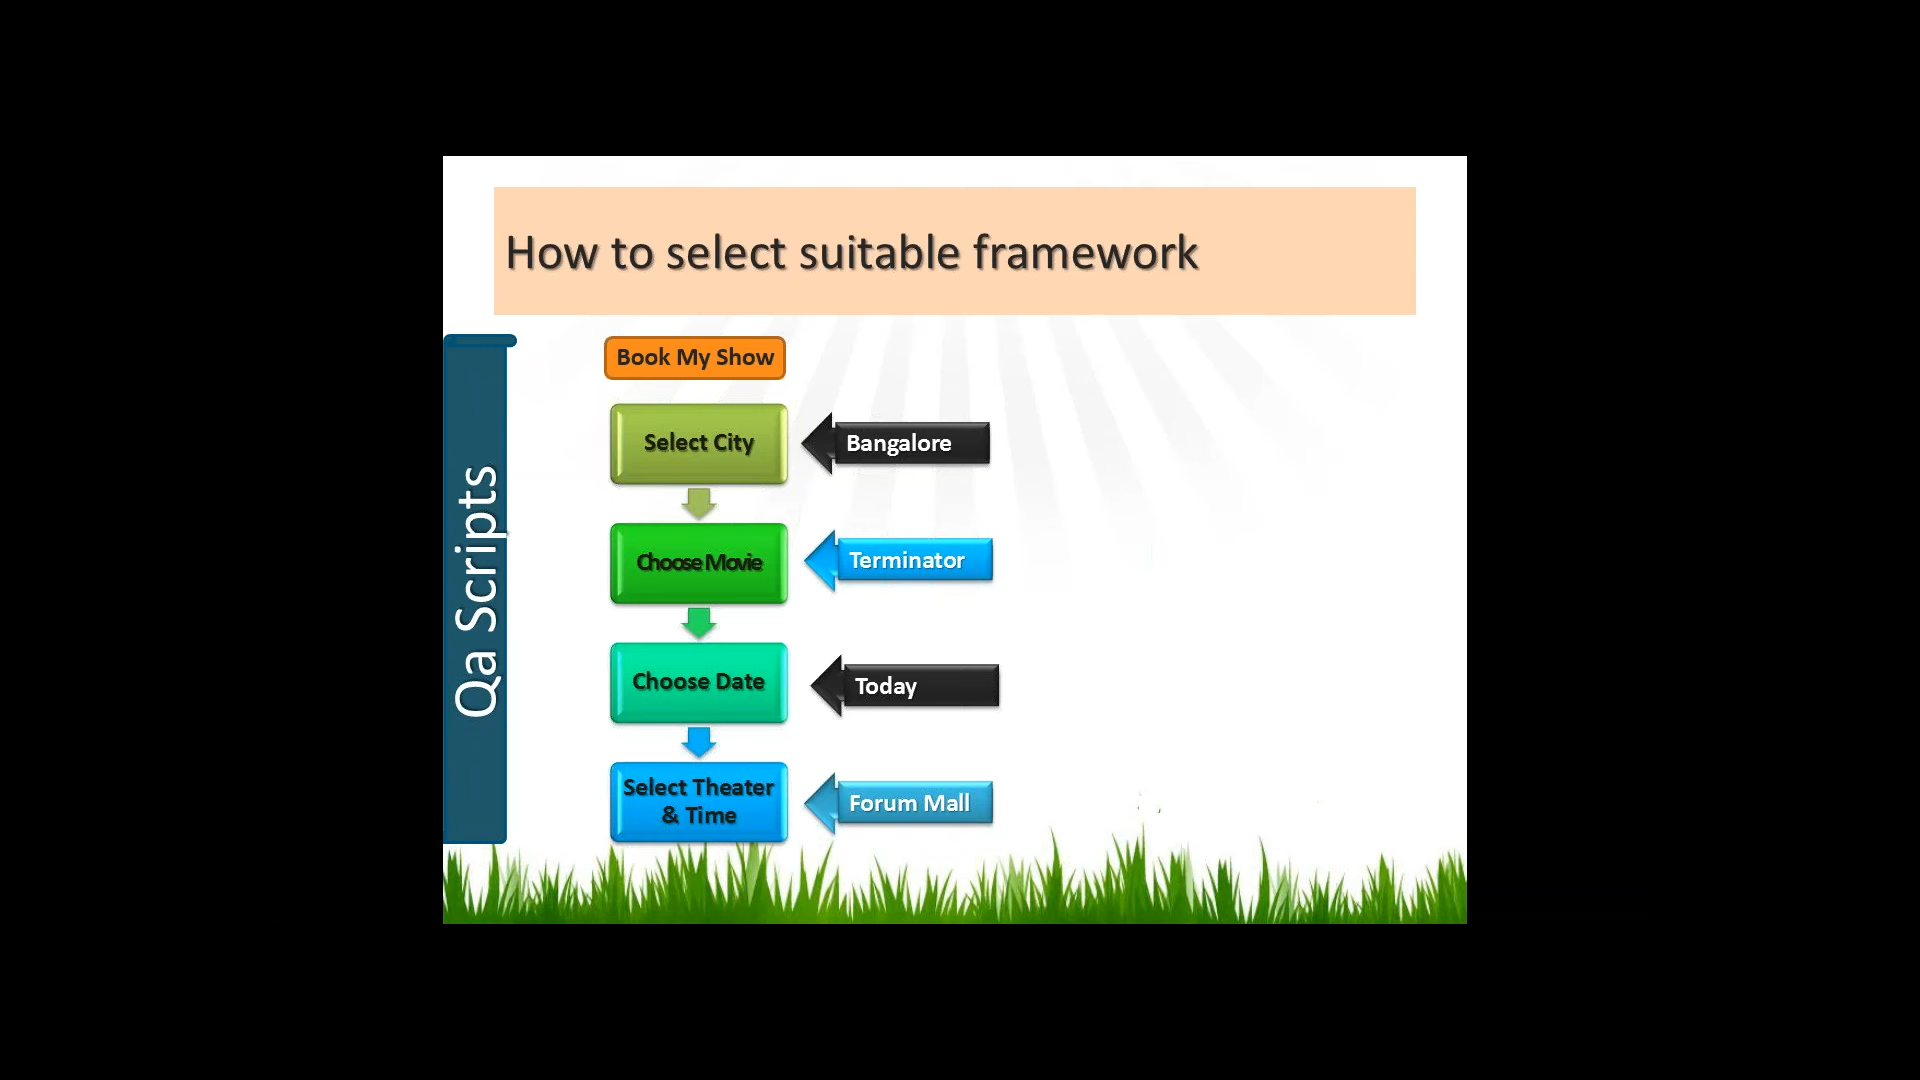 How to select suitable framework
Book My Show
Select City
Bangalore
Choose Movie
Terminator
Choose Date
Today
Select Theater
& Time
Forum Mall
Qa Scripts